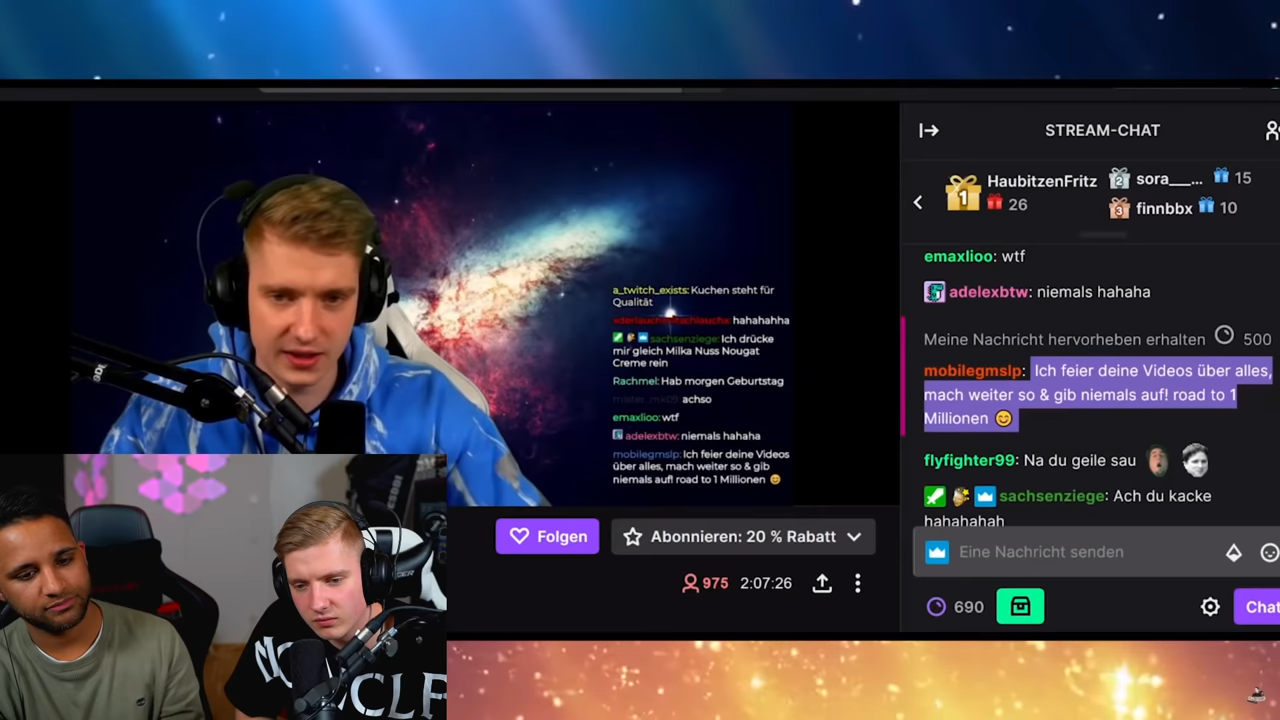 STREAM-CHAT
HaubitzenFritz
26
sora___...
15
finnbbx
10
emaxlioo: wtf
adelexbtw: niemals hahaha
Meine Nachricht hervorheben erhalten 500
mobilegmslp: Ich feier deine Videos über alles,
mach weiter so & gib niemals auf! road to 1
Millionen
flyfighter99: Na du geile sau
sachsenziege: Ach du kacke
hahahahah
Eine Nachricht senden
690
Chat
a_twitch_exists: Kuchen steht für
Qualität
hahahahha
sachsenziege: Ich drücke
mir gleich Milka Nuss Nougat
Creme rein
Rachmel: Hab morgen Geburtstag
achso
emaxlioo: wtf
adelexbtw: niemals hahaha
mobilegmslp: Ich feier deine Videos
über alles, mach weiter so & gib
niemals auf! road to 1 Millionen
Folgen
Abonnieren: 20 % Rabatt
975 2:07:26